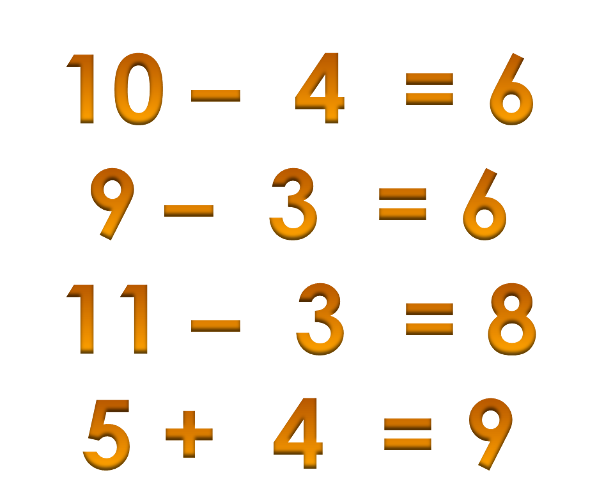 10 – 4 = 6
9 – 3 = 6
11 – 3 = 8
5 + 4 = 9